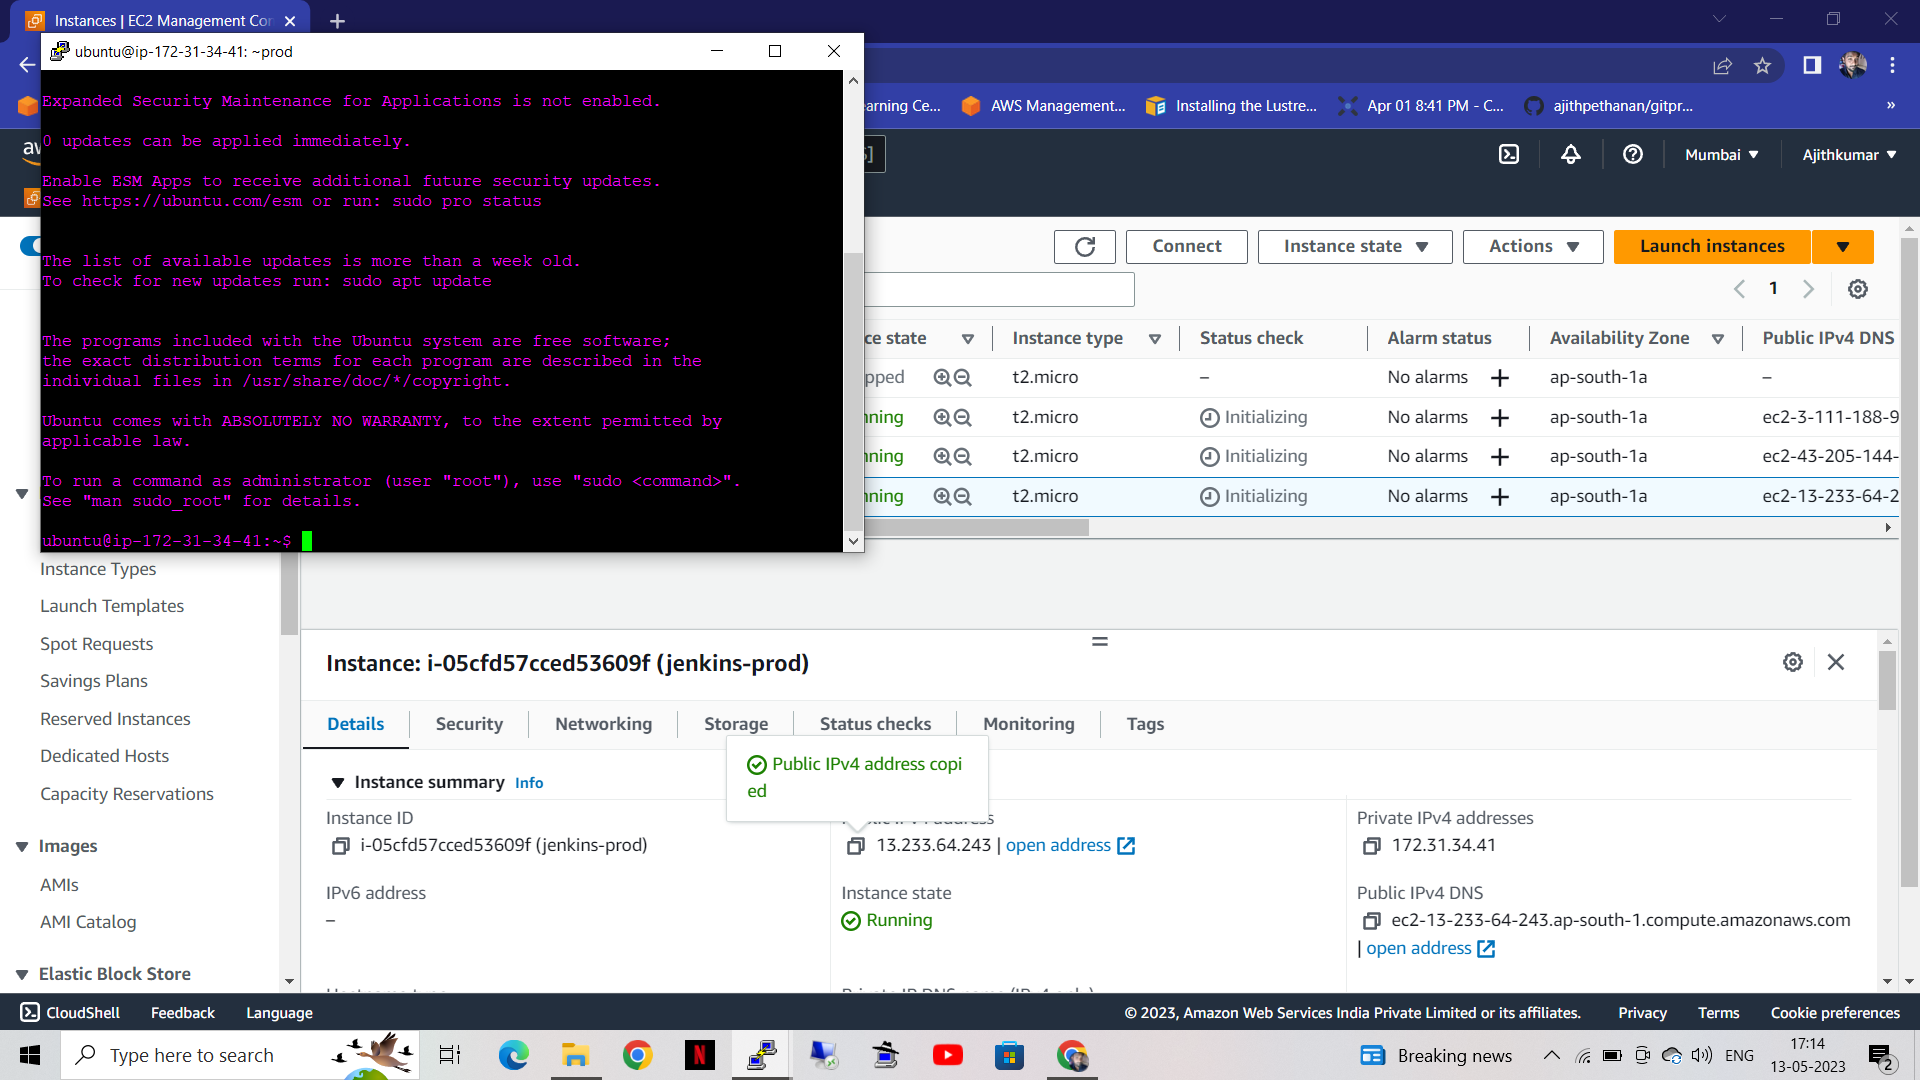 Instances | EC2 Management Con
ubuntu@ip-172-31-34-41: ~prod
Expanded Security Maintenance for Applications is not enabled.
0 updates can be applied immediately.
Enable ESM Apps to receive additional future security updates.
See https://ubuntu.com/esm or run: sudo pro status
The list of available updates is more than a week old.
To check for new updates run: sudo apt update
The programs included with the Ubuntu system are free software;
the exact distribution terms for each program are described in the
individual files in /usr/share/doc/*/copyright.
Ubuntu comes with ABSOLUTELY NO WARRANTY, to the extent permitted by
applicable law.
To run a command as administrator (user "root"), use "sudo <command>".
See "man sudo_root" for details.
ubuntu@ip-172-31-34-41:~$
earning Ce... AWS Management... Installing the Lustre... Apr 01 8:41 PM - C... ajithpethanan/gitpr... »
Mumbai Ajithkumar
Connect Instance state Actions Launch instances
1
ce state Instance type Status check Alarm status Availability Zone Public IPv4 DNS
pped t2.micro – No alarms ap-south-1a –
nning t2.micro Initializing No alarms ap-south-1a ec2-3-111-188-9
nning t2.micro Initializing No alarms ap-south-1a ec2-43-205-144-
nning t2.micro Initializing No alarms ap-south-1a ec2-13-233-64-2
Instance Types
Launch Templates
Spot Requests
Savings Plans
Reserved Instances
Dedicated Hosts
Capacity Reservations
Images
AMIs
AMI Catalog
Elastic Block Store
Instance: i-05cfd57cced53609f (jenkins-prod)
Details Security Networking Storage Status checks Monitoring Tags
Public IPv4 address copi
ed
Instance summary Info
Instance ID
i-05cfd57cced53609f (jenkins-prod)
13.233.64.243 | open address
Private IPv4 addresses
172.31.34.41
IPv6 address
–
Instance state
Running
Public IPv4 DNS
ec2-13-233-64-243.ap-south-1.compute.amazonaws.com
| open address
CloudShell Feedback Language © 2023, Amazon Web Services India Private Limited or its affiliates. Privacy Terms Cookie preferences
Type here to search
Breaking news
ENG
17:14
13-05-2023
2